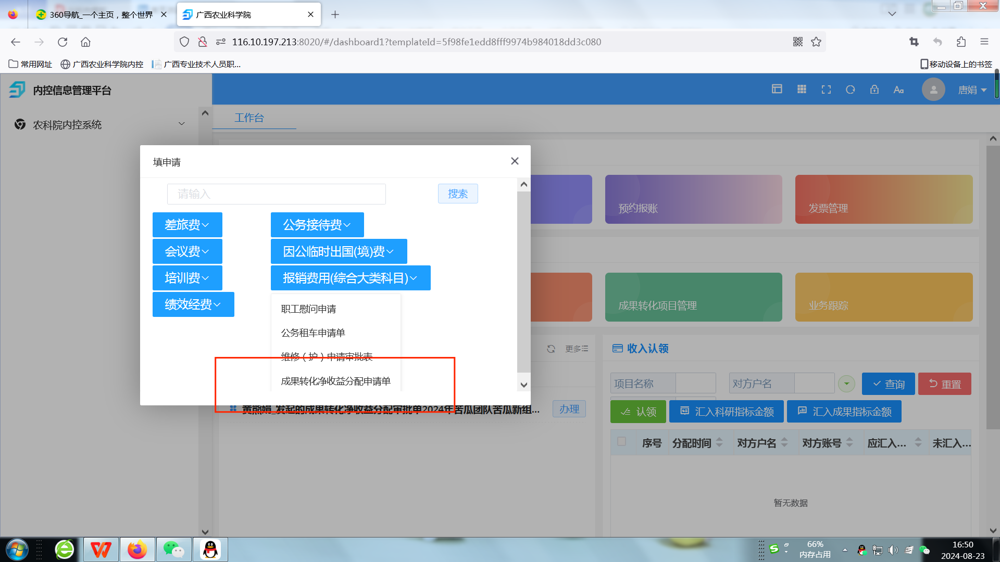 360导航_一个主页，整个世界
广西农业科学院
116.10.197.213:8020/#/dashboard1?templateId=5f98fe1edd8fff9974b984018dd3c080
常用网址
广西农业科学院内控
广西专业技术人员职...
移动设备上的书签
内控信息管理平台
Aa
唐娟
农科院内控系统
工作台
填申请
请输入
搜索
差旅费
公务接待费
会议费
因公临时出国(境)费
培训费
报销费用(综合大类科目)
绩效经费
职工慰问申请
公务租车申请单
维修（护）申请审批表
成果转化净收益分配申请单
预约报账
发票管理
成果转化项目管理
业务跟踪
更多
收入认领
项目名称
对方户名
查询
重置
黄熊娟_发起的成果转化净收益分配审批单2024年苦瓜团队苦瓜新组...
办理
认领
汇入科研指标金额
汇入成果指标金额
序号
分配时间
对方户名
对方账号
应汇入...
未汇入...
暂无数据
66%
内存占用
16:50
2024-08-23